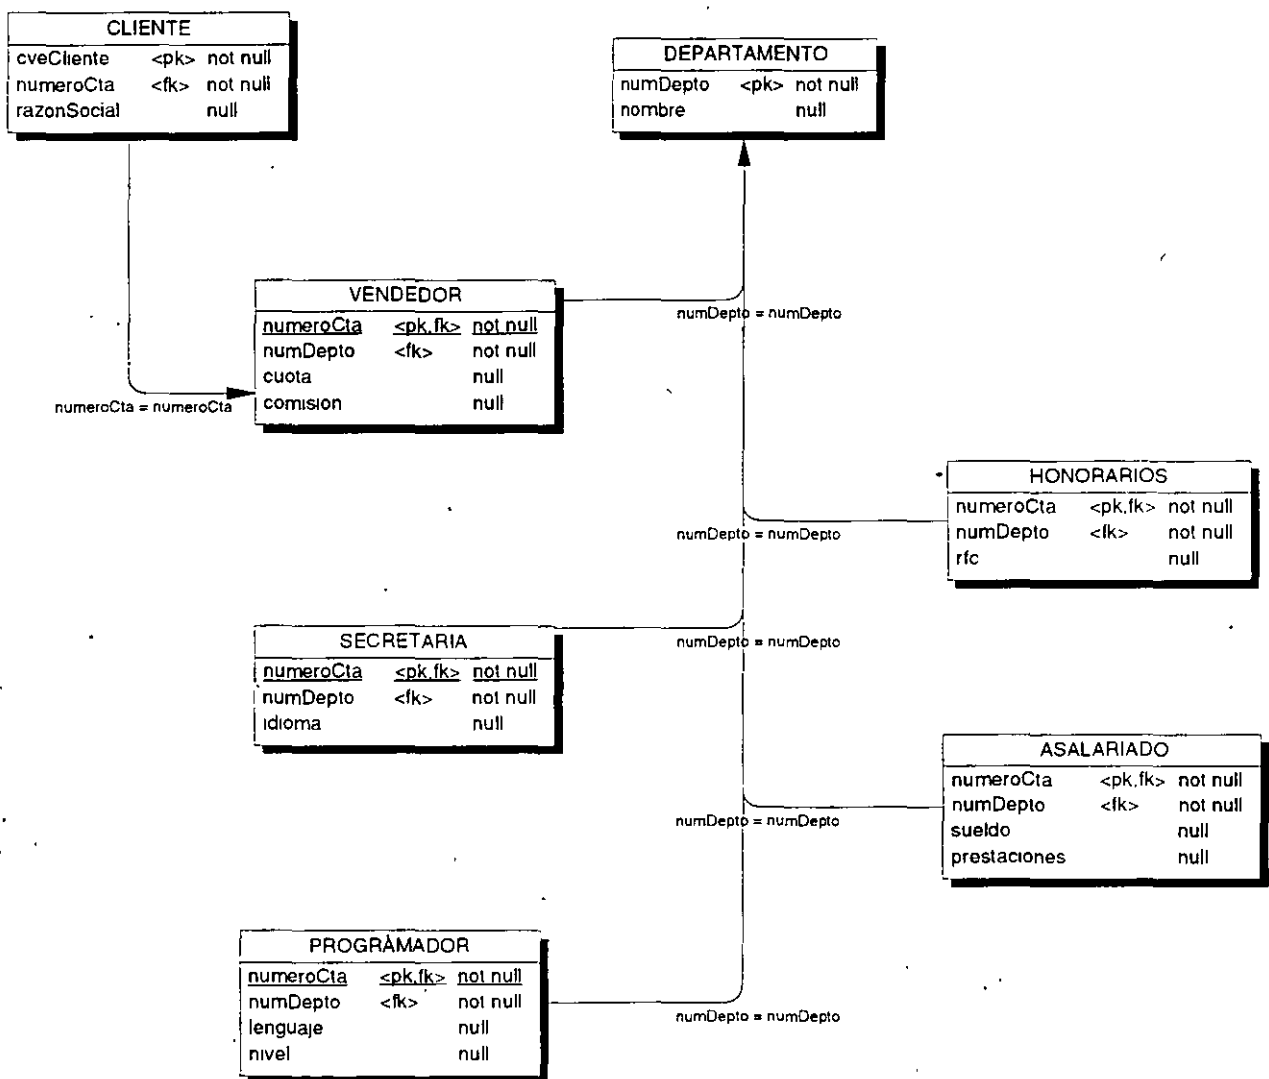 CLIENTE
cveCliente <pk> not null
numeroCta <fk> not null
razonSocial null
DEPARTAMENTO
numDepto <pk> not null
nombre null
VENDEDOR
numeroCta <pk,fk> not null
numDepto <fk> not null
cuota null
comision null
numDepto = numDepto
numeroCta = numeroCta
HONORARIOS
numeroCta <pk,fk> not null
numDepto <fk> not null
rfc null
numDepto = numDepto
SECRETARIA
numeroCta <pk,fk> not null
numDepto <fk> not null
idioma null
numDepto = numDepto
ASALARIADO
numeroCta <pk,fk> not null
numDepto <fk> not null
sueldo null
prestaciones null
numDepto = numDepto
PROGRAMADOR
numeroCta <pk,fk> not null
numDepto <fk> not null
lenguaje null
nivel null
numDepto = numDepto